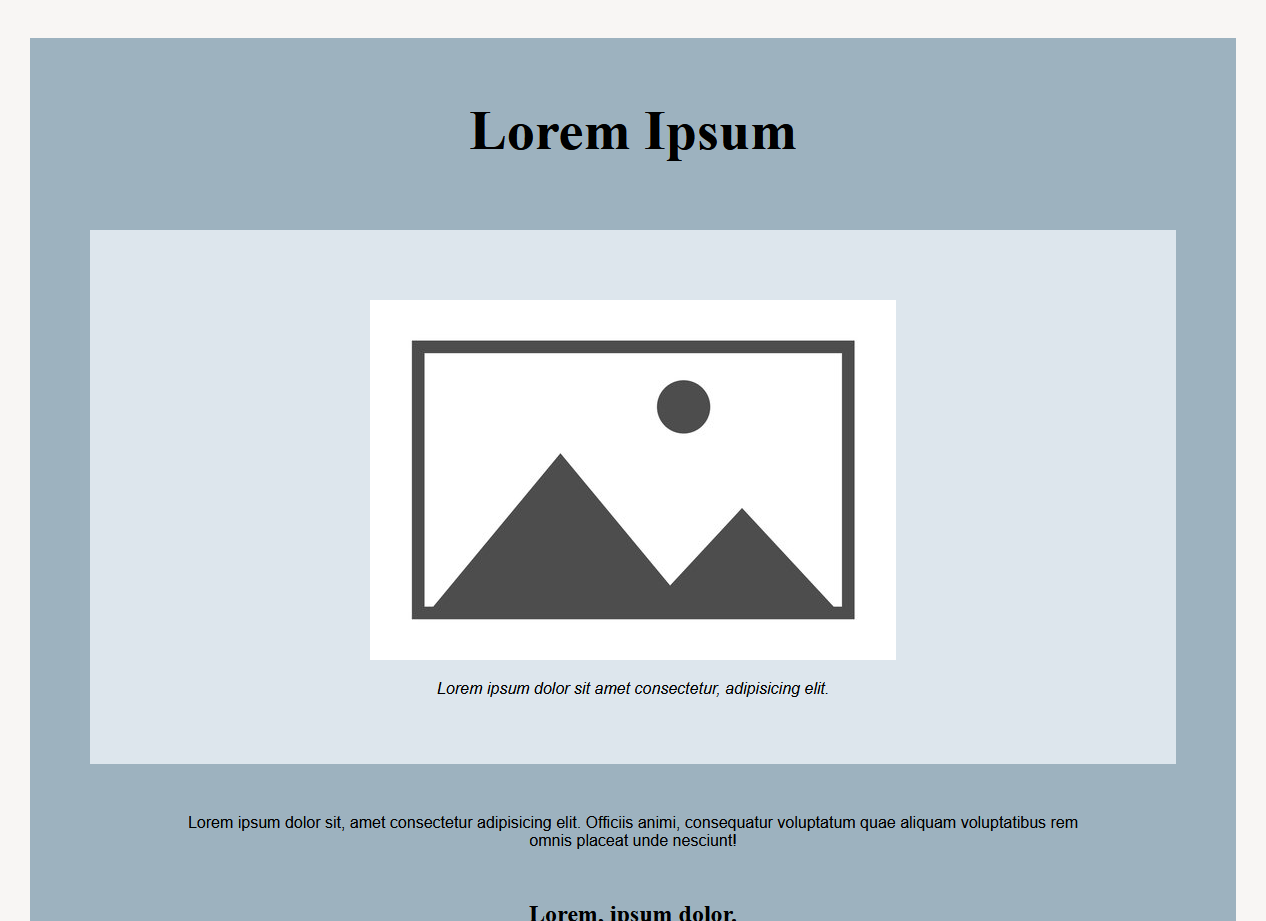 Lorem Ipsum
Lorem ipsum dolor sit amet consectetur, adipisicing elit.
Lorem ipsum dolor sit, amet consectetur adipisicing elit. Officiis animi, consequatur voluptatum quae aliquam voluptatibus rem
omnis placeat unde nesciunt!
Lorem, ipsum dolor.